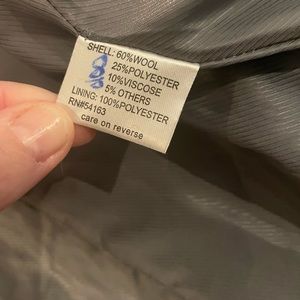 SHELL: 60%WOOL
25%POLYESTER
10%VISCOSE
5% OTHERS
LINING: 100%POLYESTER
RN#54163
care on reverse